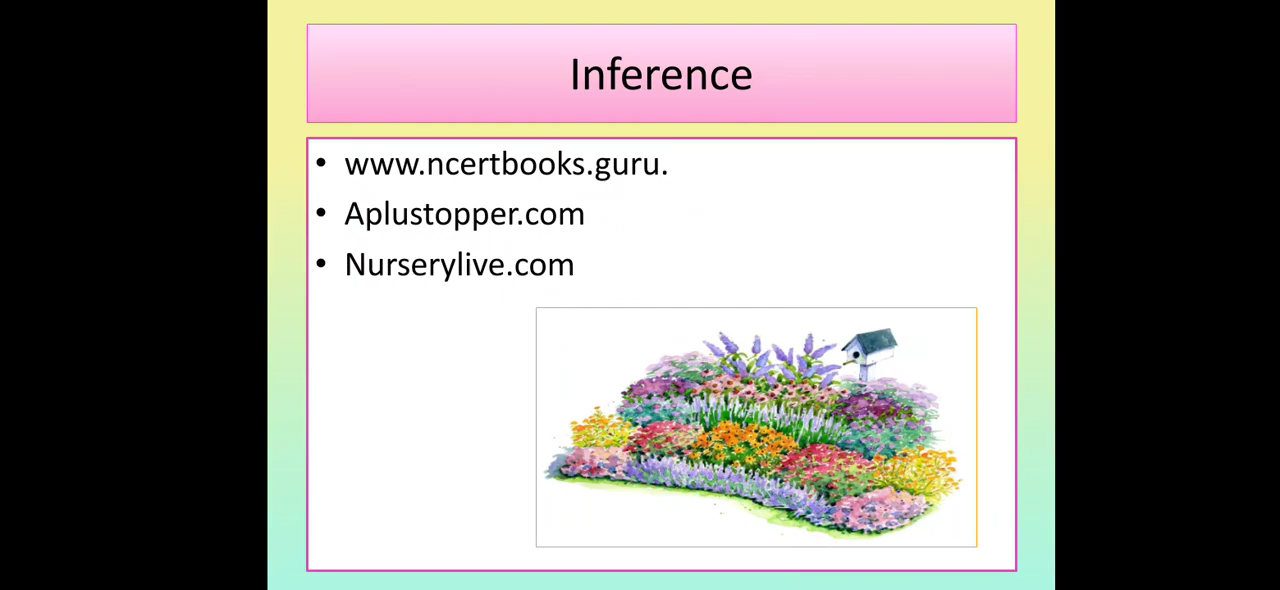 Inference
• www.ncertbooks.guru.
• Aplustopper.com
• Nurserylive.com